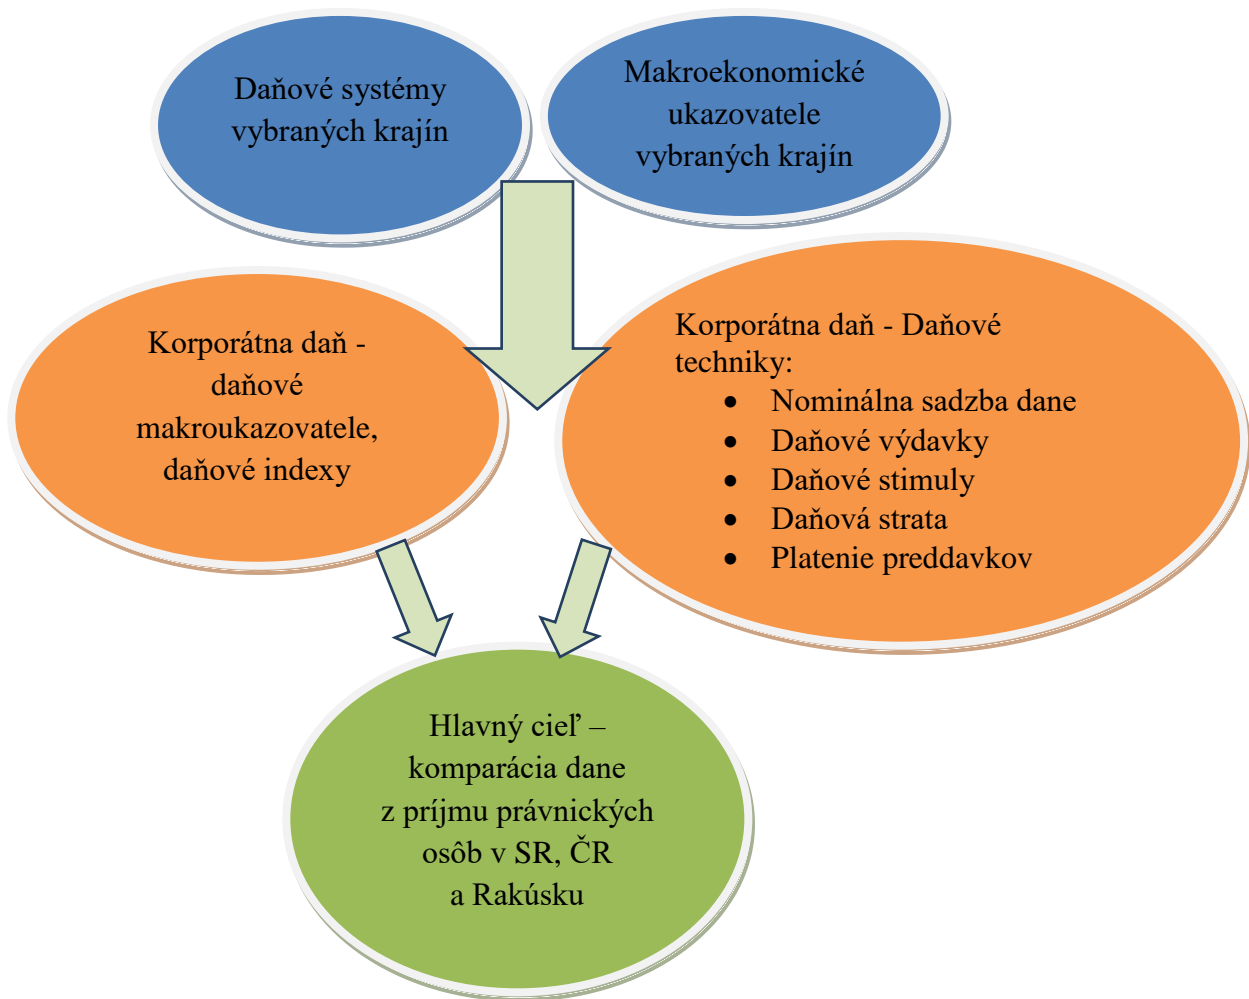 Daňové systémy
vybraných krajín
Makroekonomické
ukazovatele
vybraných krajín
Korporátna daň -
daňové
makroukazovatele,
daňové indexy
Korporátna daň - Daňové
techniky:
• Nominálna sadzba dane
• Daňové výdavky
• Daňové stimuly
• Daňová strata
• Platenie preddavkov
Hlavný cieľ –
komparácia dane
z príjmu právnických
osôb v SR, ČR
a Rakúsku